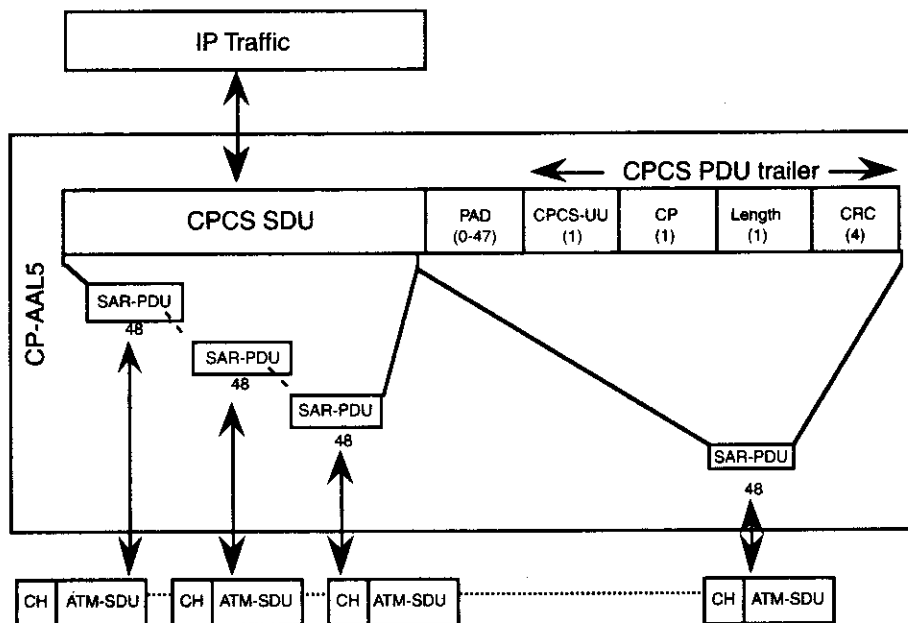 IP Traffic
CPCS PDU trailer
CPCS SDU
PAD
(0-47)
CPCS-UU
(1)
CP
(1)
Length
(1)
CRC
(4)
CP-AAL5
SAR-PDU
48
SAR-PDU
48
SAR-PDU
48
SAR-PDU
48
CH ATM-SDU
CH ATM-SDU
CH ATM-SDU
CH ATM-SDU